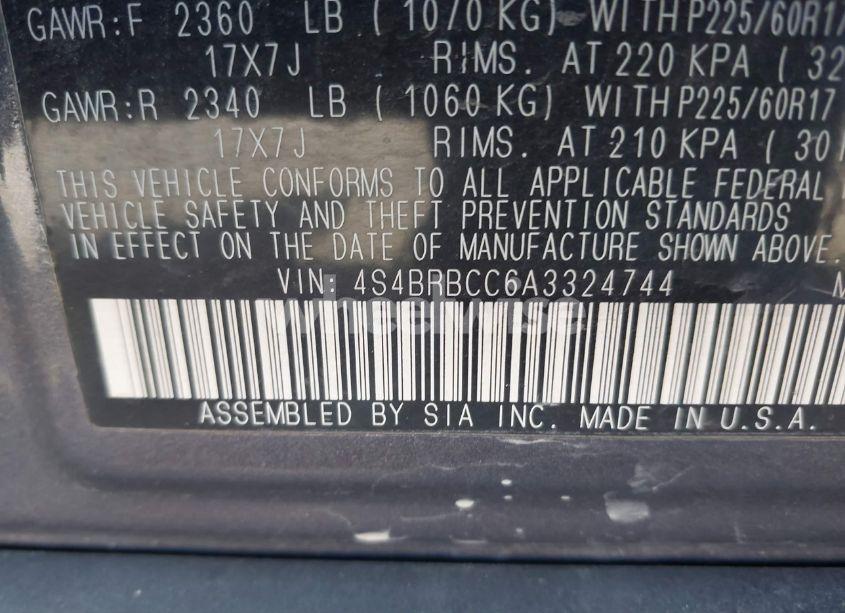 GAWR:F 2360 LB ( 1070 KG) WITH P225/60R17
17X7J RIMS. AT 220 KPA ( 32
GAWR:R 2340 LB ( 1060 KG) WITH P225/60R17
17X7J RIMS. AT 210 KPA ( 30
THIS VEHICLE CONFORMS TO ALL APPLICABLE FEDERAL
VEHICLE SAFETY AND THEFT PREVENTION STANDARDS
IN EFFECT ON THE DATE OF MANUFACTURE SHOWN ABOVE.
VIN: 4S4BRBCC6A3324744 M
wheelwise
ASSEMBLED BY SIA INC. MADE IN U.S.A.